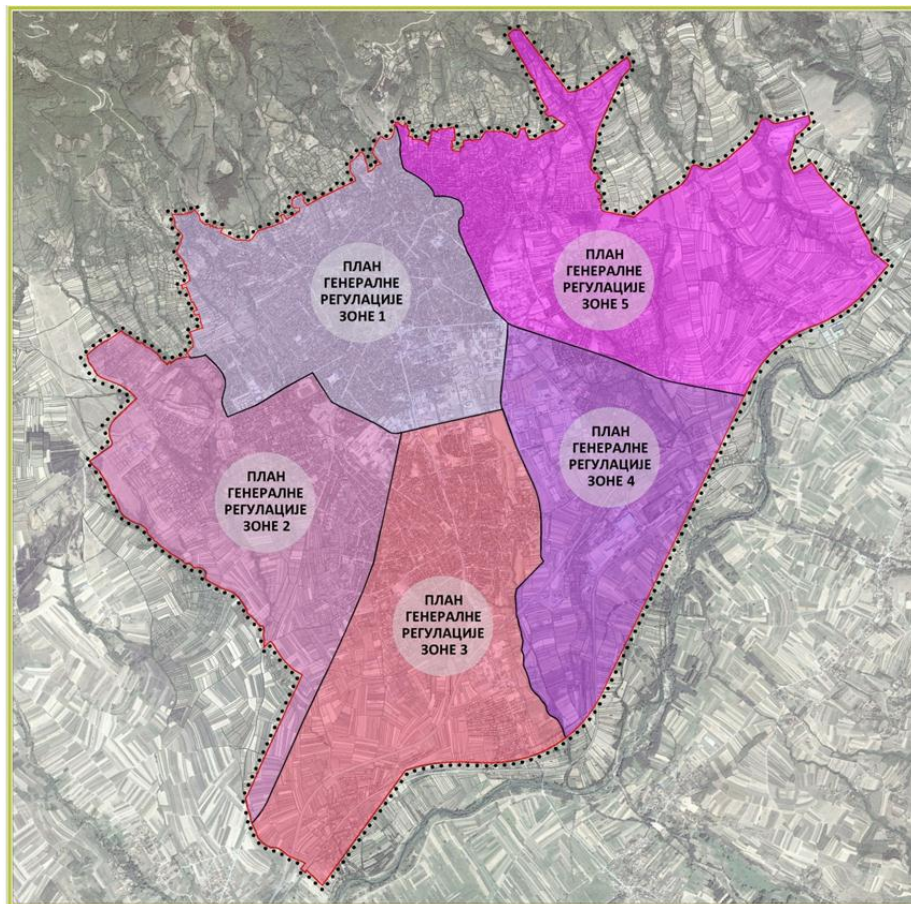 ПЛАН
ГЕНЕРАЛНЕ
РЕГУЛАЦИЈЕ
ЗОНЕ 1
ПЛАН
ГЕНЕРАЛНЕ
РЕГУЛАЦИЈЕ
ЗОНЕ 5
ПЛАН
ГЕНЕРАЛНЕ
РЕГУЛАЦИЈЕ
ЗОНЕ 4
ПЛАН
ГЕНЕРАЛНЕ
РЕГУЛАЦИЈЕ
ЗОНЕ 2
ПЛАН
ГЕНЕРАЛНЕ
РЕГУЛАЦИЈЕ
ЗОНЕ 3